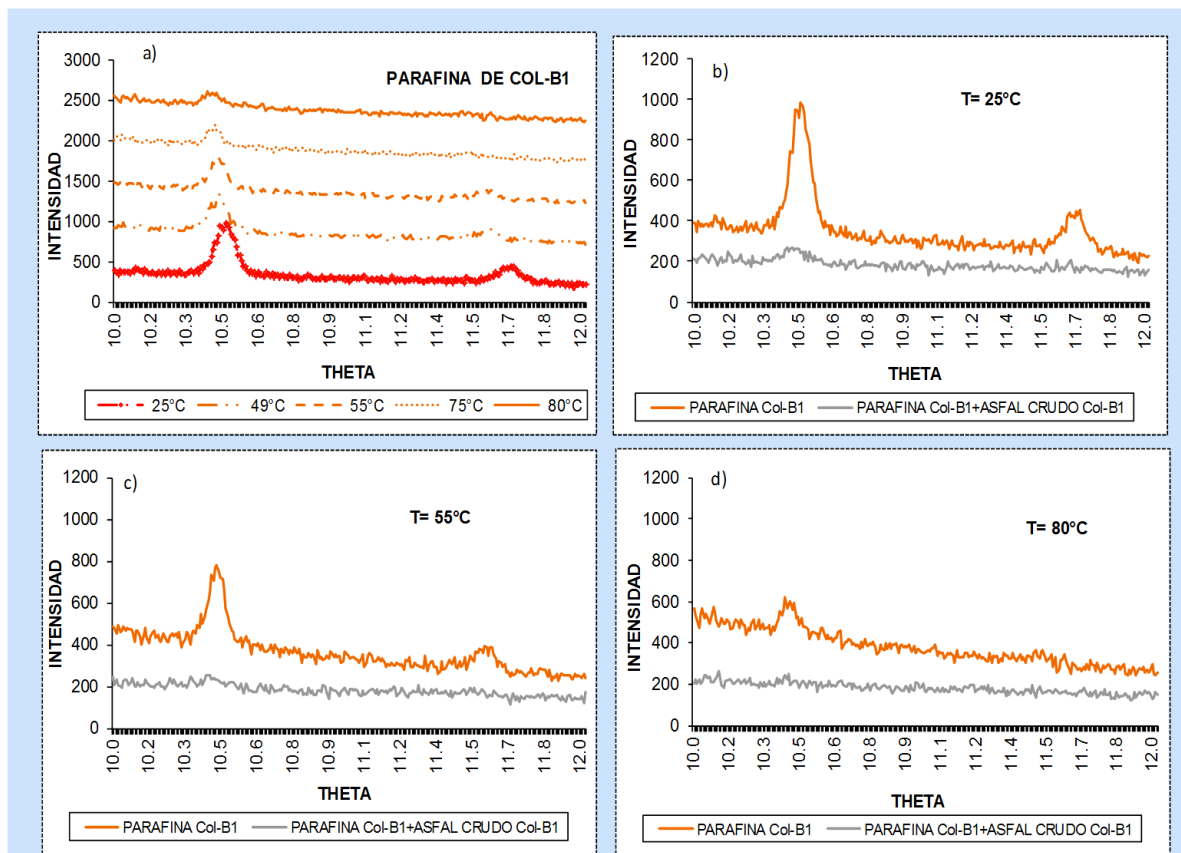 a)
PARAFINA DE COL-B1
3000
2500
2000
1500
1000
500
0
INTENSIDAD
10.0 10.2 10.3 10.5 10.6 10.8 10.9 11.1 11.2 11.4 11.5 11.7 11.8 12.0
THETA
25°C 49°C 55°C 75°C 80°C
b)
T= 25°C
1200
1000
800
600
400
200
0
INTENSIDAD
10.0 10.2 10.3 10.5 10.6 10.8 10.9 11.1 11.2 11.4 11.5 11.7 11.8 12.0
THETA
PARAFINA Col-B1 PARAFINA Col-B1+ASFAL CRUDO Col-B1
c)
T= 55°C
1200
1000
800
600
400
200
0
INTENSIDAD
10.0 10.2 10.3 10.5 10.6 10.8 10.9 11.1 11.2 11.4 11.5 11.7 11.8 12.0
THETA
PARAFINA Col-B1 PARAFINA Col-B1+ASFAL CRUDO Col-B1
d)
T= 80°C
1200
1000
800
600
400
200
0
INTENSIDAD
10.0 10.2 10.3 10.5 10.6 10.8 10.9 11.1 11.2 11.4 11.5 11.7 11.8 12.0
THETA
PARAFINA Col-B1 PARAFINA Col-B1+ASFAL CRUDO Col-B1